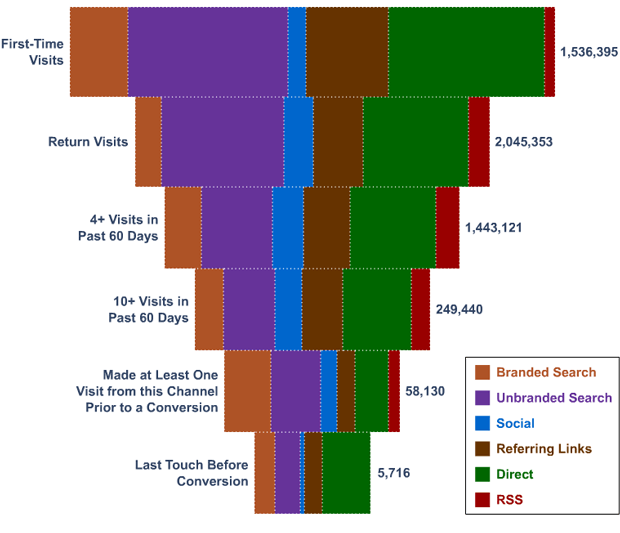 First-Time
Visits
1,536,395
Return Visits
2,045,353
4+ Visits in
Past 60 Days
1,443,121
10+ Visits in
Past 60 Days
249,440
Made at Least One
Visit from this Channel
Prior to a Conversion
58,130
Last Touch Before
Conversion
5,716
Branded Search
Unbranded Search
Social
Referring Links
Direct
RSS